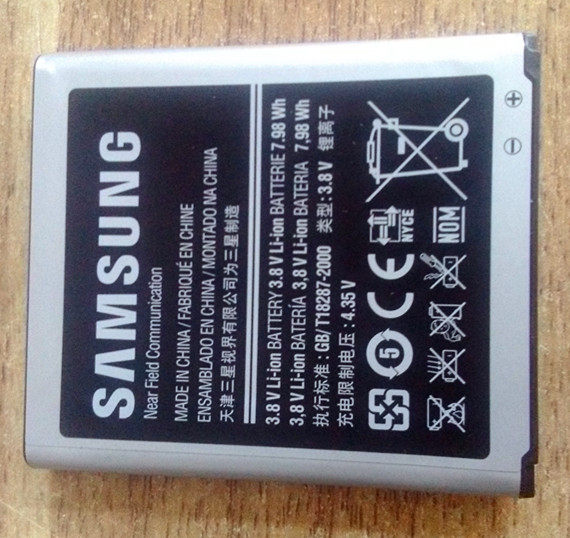 SAMSUNG
Near Field Communication
MADE IN CHINA / FABRIQUÉ EN CHINE
ENSAMBLADO EN CHINA / MONTADO NA CHINA
天津三星视界有限公司为三星制造
3.8 V Li-ion BATTERY 3.8 V Li-ion BATTERIE 7.98 Wh
3,8 V Li-ion BATERÍA 3,8 V Li-ion BATERIA 7,98 Wh
执行标准：GB/T18287-2000 类型：3.8 V 锂离子
充电限制电压：4.35 V
5
CE
NYCE
NOM
+
-